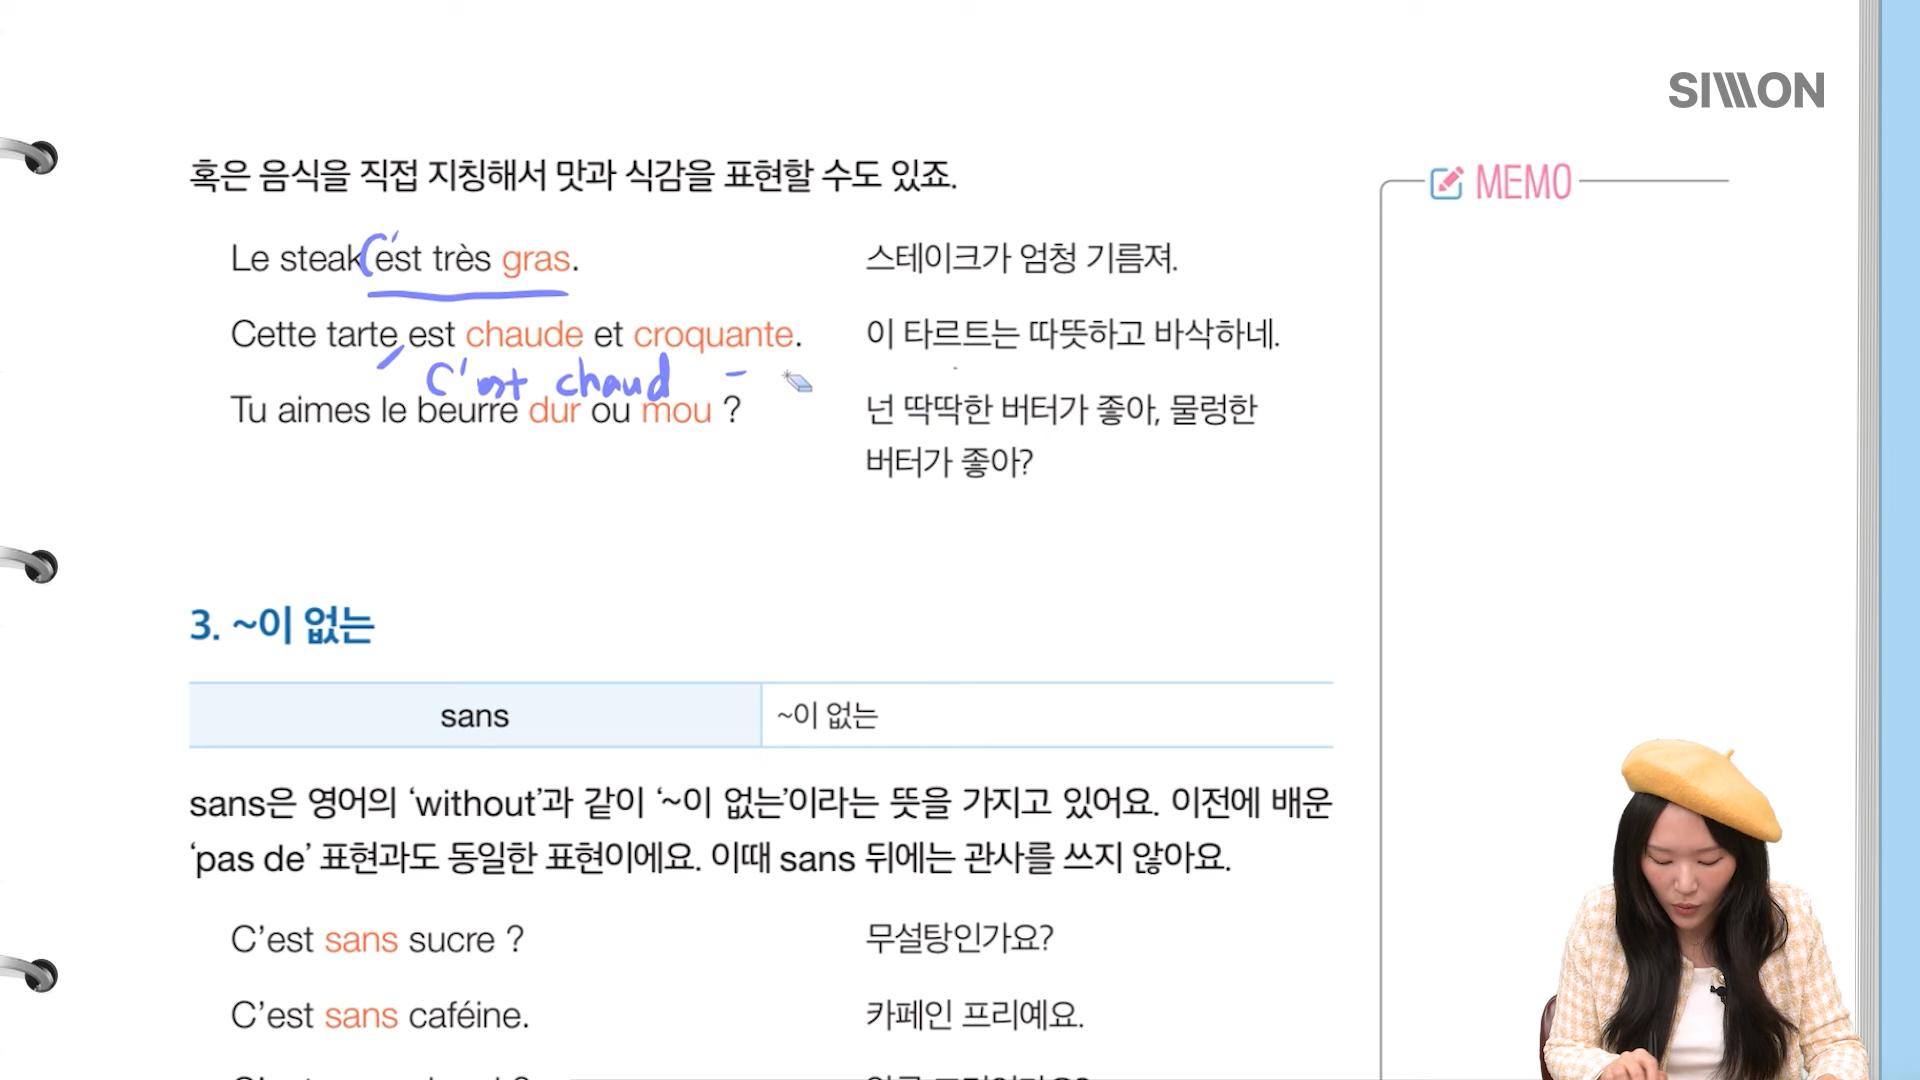 SIWON
혹은 음식을 직접 지칭해서 맛과 식감을 표현할 수도 있죠.
MEMO
Le steak c'est très gras.
스테이크가 엄청 기름져.
Cette tarte, est chaude et croquante.
이 타르트는 따뜻하고 바삭하네.
C'est chaud
Tu aimes le beurre dur ou mou ?
넌 딱딱한 버터가 좋아, 물렁한
버터가 좋아?
3. ~이 없는
sans
~이 없는
sans은 영어의 ‘without’과 같이 ‘~이 없는’이라는 뜻을 가지고 있어요. 이전에 배운
‘pas de’ 표현과도 동일한 표현이에요. 이때 sans 뒤에는 관사를 쓰지 않아요.
C’est sans sucre ?
무설탕인가요?
C’est sans caféine.
카페인 프리예요.